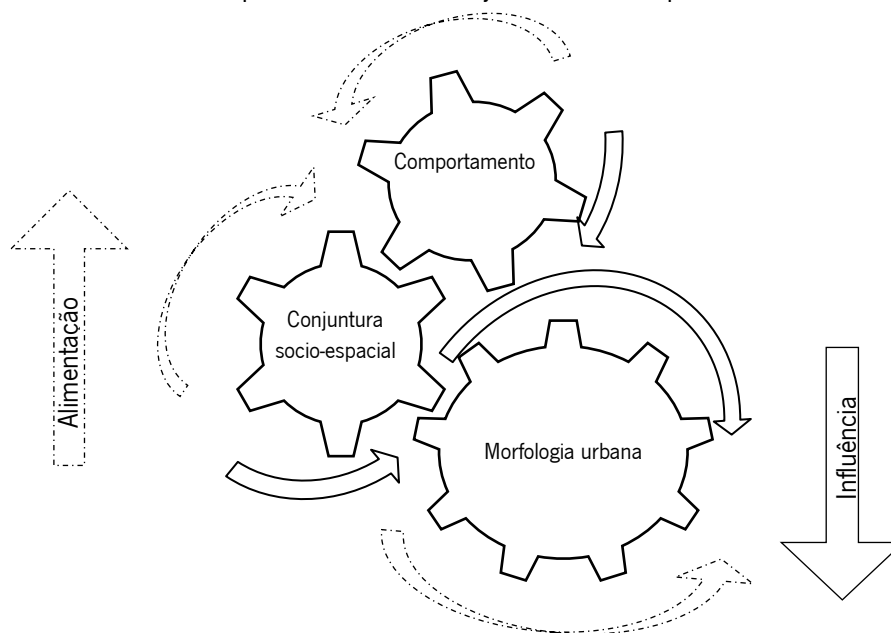 Comportamento
Conjuntura
socio-espacial
Morfologia urbana
Alimentação
Influência